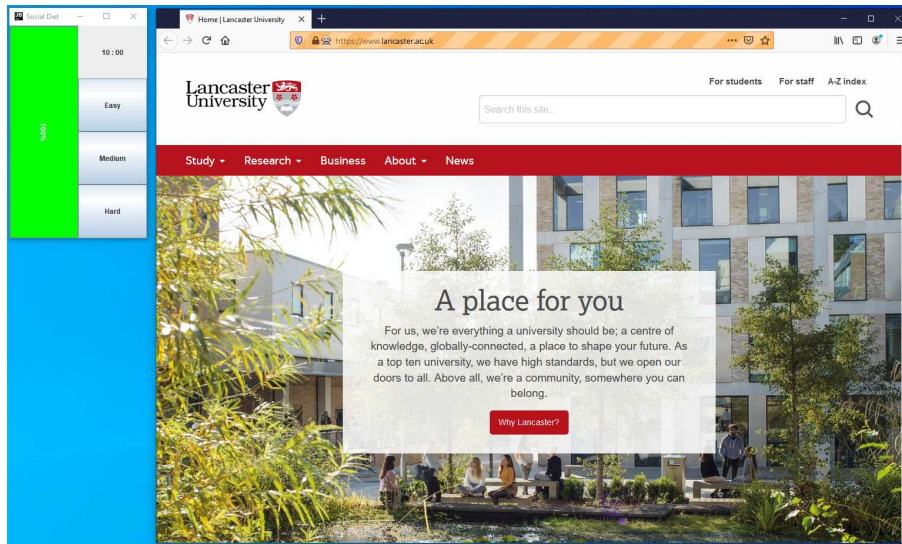 Social Diet
10:00
100%
Easy
Medium
Hard
Home | Lancaster University
https://www.lancaster.ac.uk
Lancaster
University
For students For staff A-Z index
Search this site...
Study Research Business About News
A place for you
For us, we're everything a university should be; a centre of
knowledge, globally-connected, a place to shape your future. As
a top ten university, we have high standards, but we open our
doors to all. Above all, we're a community, somewhere you can
belong.
Why Lancaster?